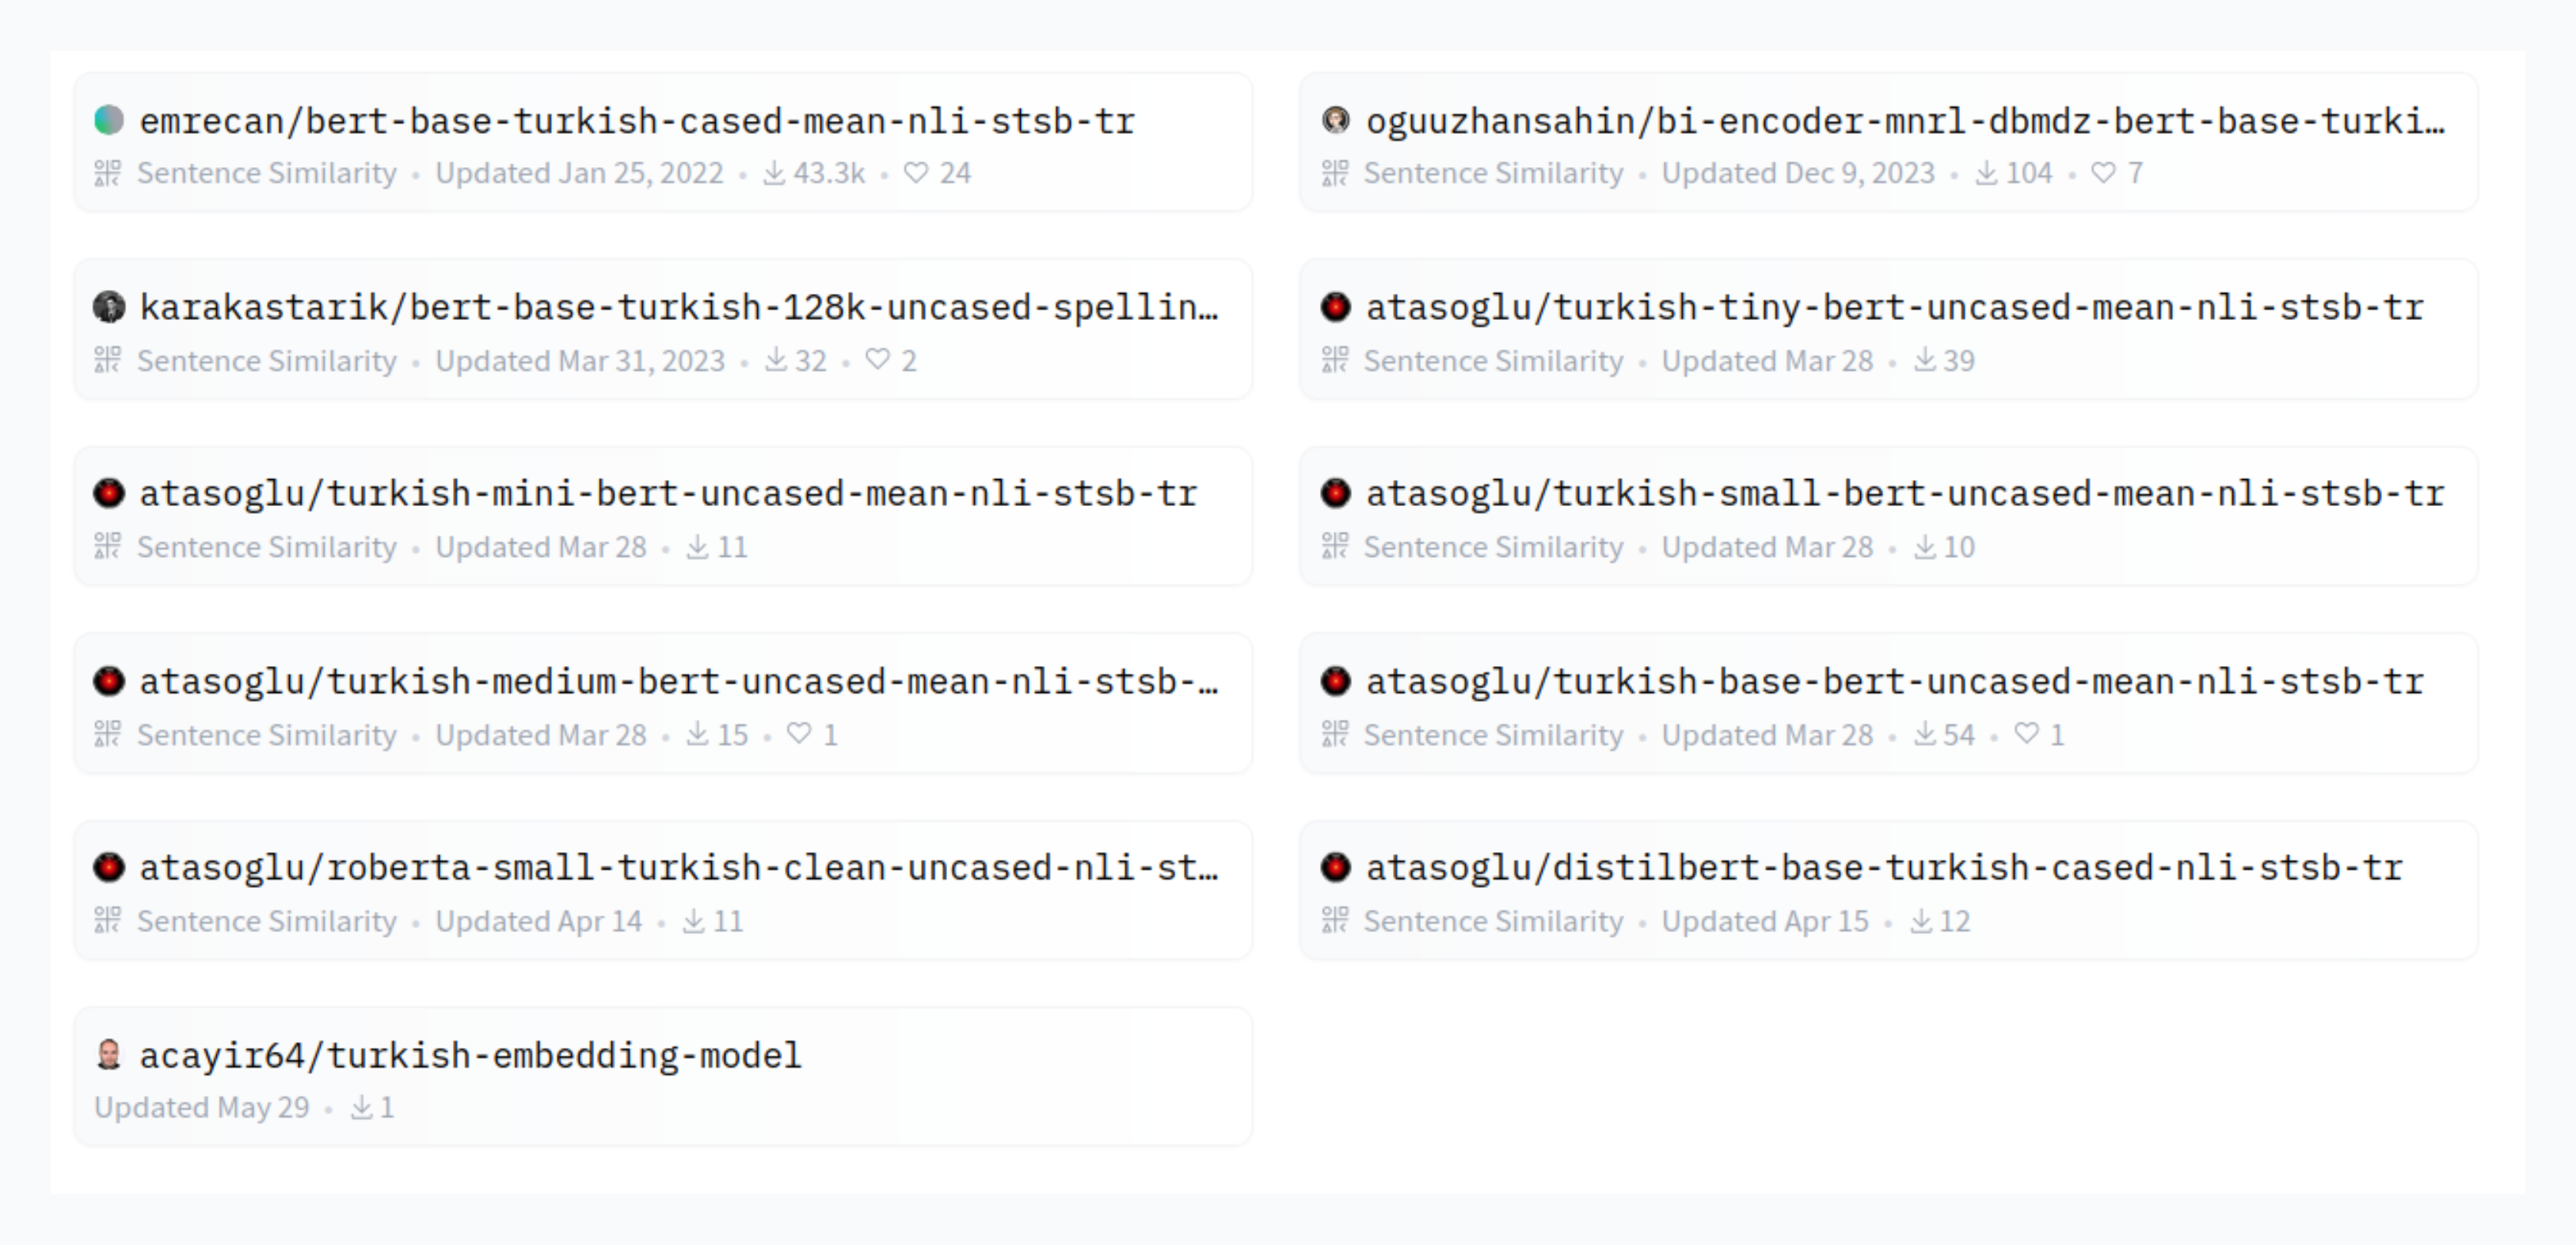 emrecan/bert-base-turkish-cased-mean-nli-stsb-tr
Sentence Similarity • Updated Jan 25, 2022 • 43.3k • 24
oguuzhansahin/bi-encoder-mnrl-dbmdz-bert-base-turki…
Sentence Similarity • Updated Dec 9, 2023 • 104 • 7
karakastarik/bert-base-turkish-128k-uncased-spellin…
Sentence Similarity • Updated Mar 31, 2023 • 32 • 2
atasoglu/turkish-tiny-bert-uncased-mean-nli-stsb-tr
Sentence Similarity • Updated Mar 28 • 39
atasoglu/turkish-mini-bert-uncased-mean-nli-stsb-tr
Sentence Similarity • Updated Mar 28 • 11
atasoglu/turkish-small-bert-uncased-mean-nli-stsb-tr
Sentence Similarity • Updated Mar 28 • 10
atasoglu/turkish-medium-bert-uncased-mean-nli-stsb-…
Sentence Similarity • Updated Mar 28 • 15 • 1
atasoglu/turkish-base-bert-uncased-mean-nli-stsb-tr
Sentence Similarity • Updated Mar 28 • 54 • 1
atasoglu/roberta-small-turkish-clean-uncased-nli-st…
Sentence Similarity • Updated Apr 14 • 11
atasoglu/distilbert-base-turkish-cased-nli-stsb-tr
Sentence Similarity • Updated Apr 15 • 12
acayir64/turkish-embedding-model
Updated May 29 • 1